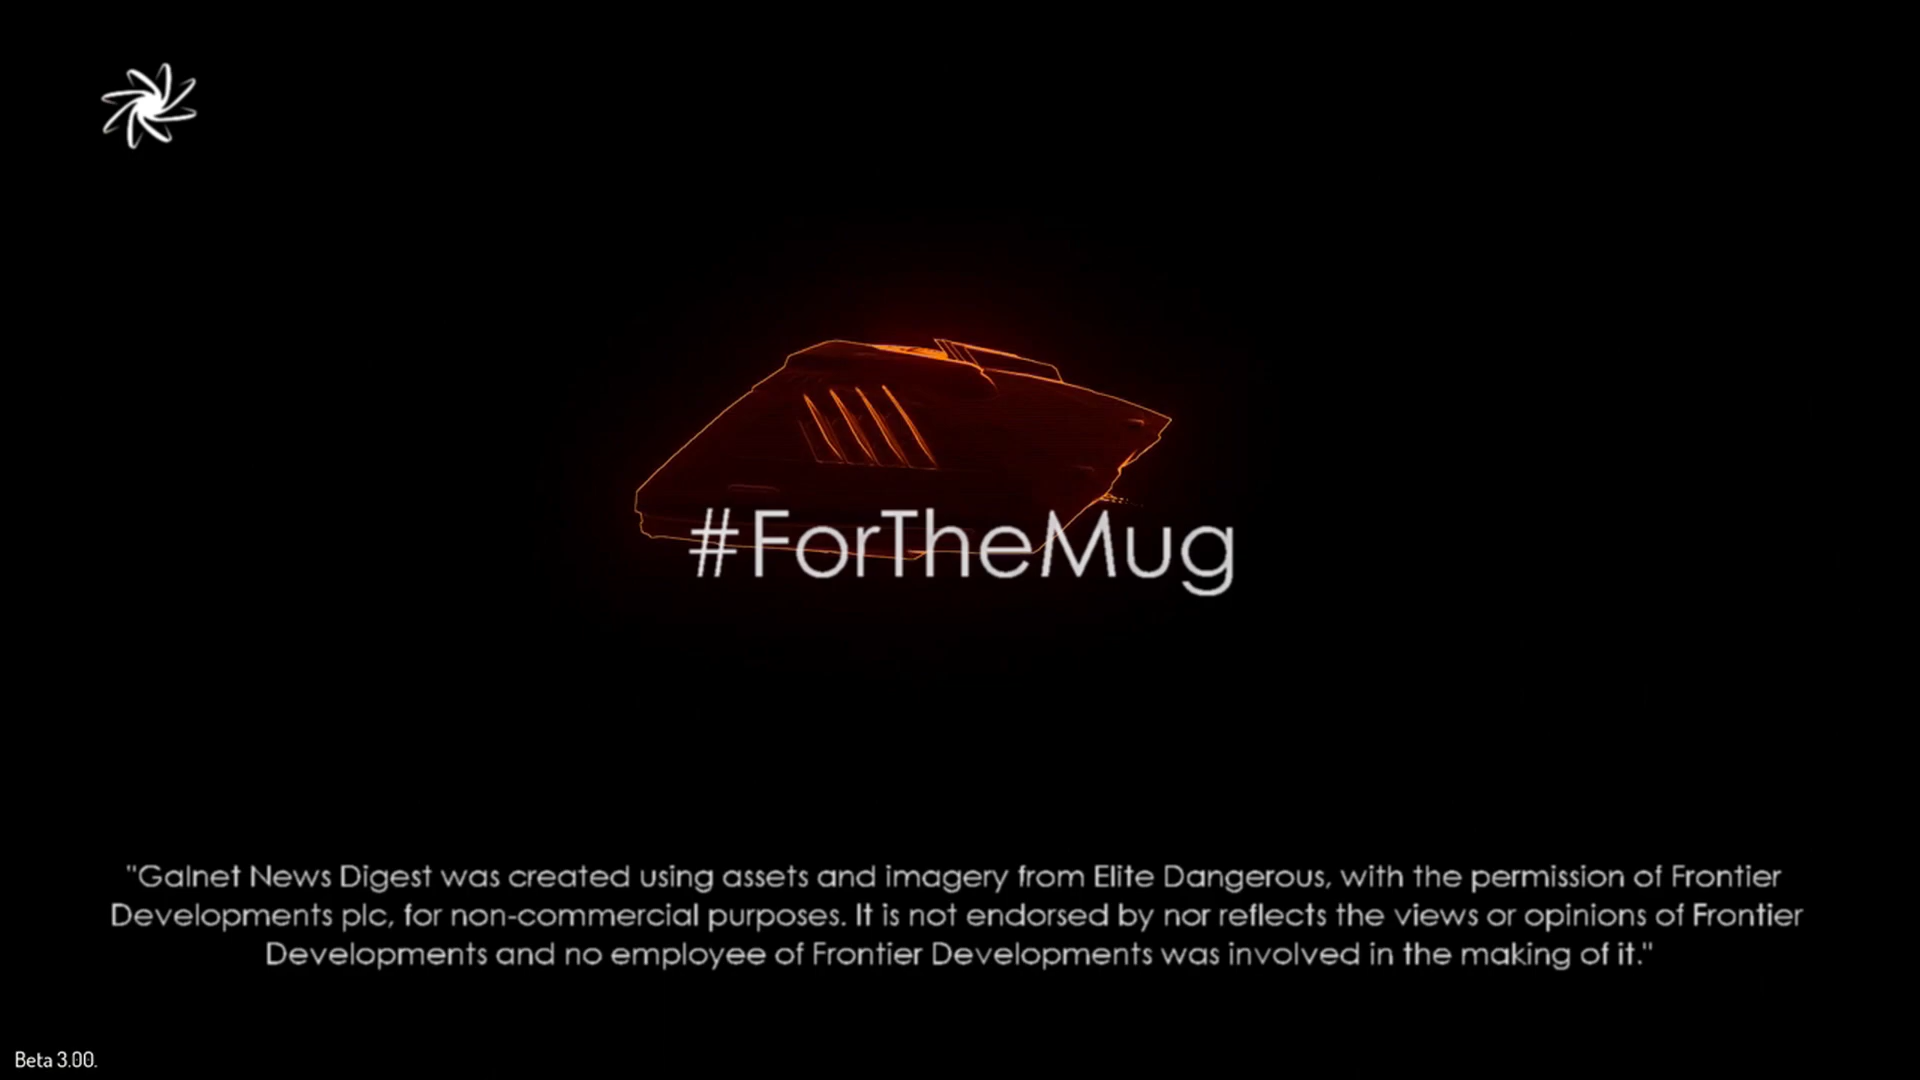 #ForTheMug
"Galnet News Digest was created using assets and imagery from Elite Dangerous, with the permission of Frontier
Developments plc, for non-commercial purposes. It is not endorsed by nor reflects the views or opinions of Frontier
Developments and no employee of Frontier Developments was involved in the making of it."
Beta 3.00.